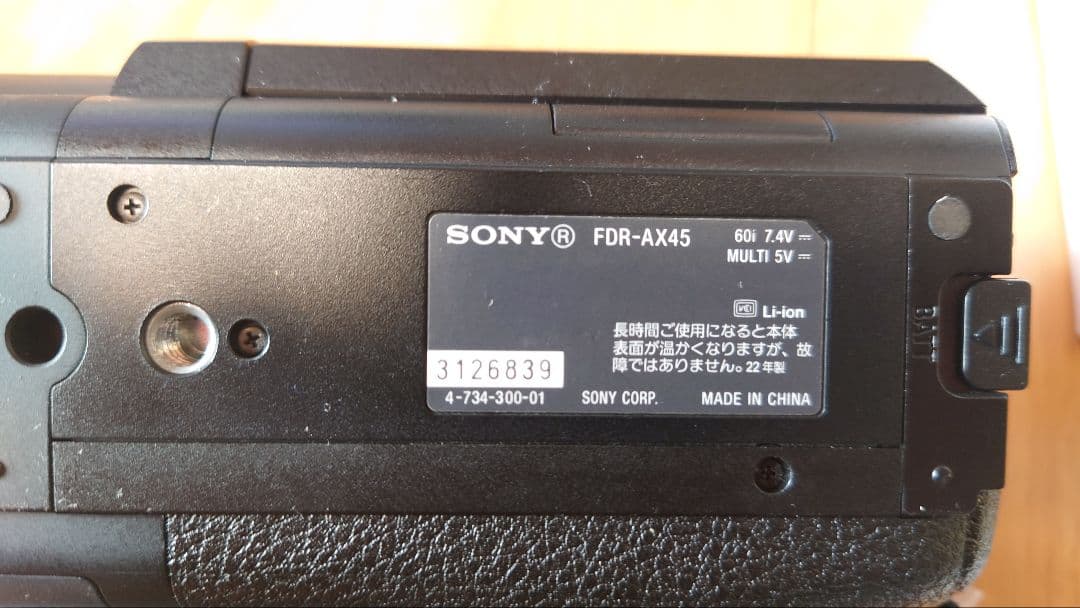 SONY® FDR-AX45 60i 7.4V ⎓
MULTI 5V ⎓
Li-ion
長時間ご使用になると本体
表面が温かくなりますが、故
障ではありません。22年製
3126839
4-734-300-01 SONY CORP. MADE IN CHINA
BATT